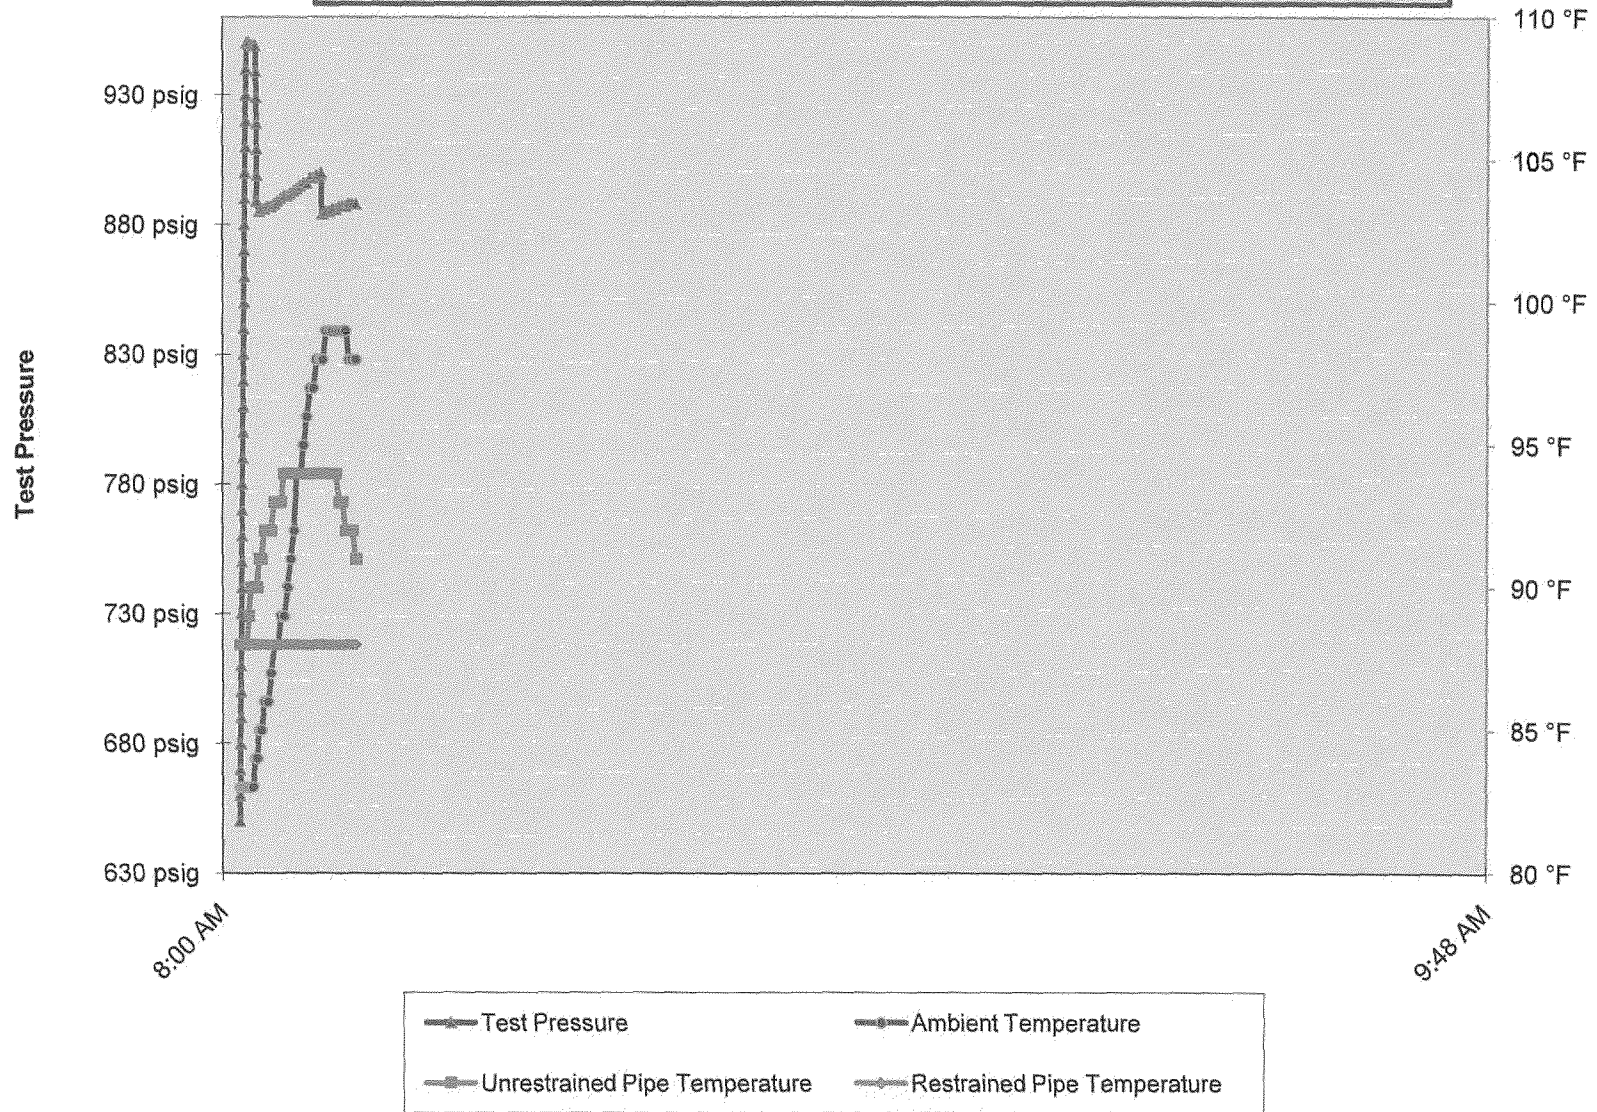 110 °F
930 psig
105 °F
880 psig
100 °F
830 psig
Test Pressure
95 °F
780 psig
90 °F
730 psig
85 °F
680 psig
630 psig
80 °F
8:00 AM
9:48 AM
Test Pressure
Ambient Temperature
Unrestrained Pipe Temperature
Restrained Pipe Temperature